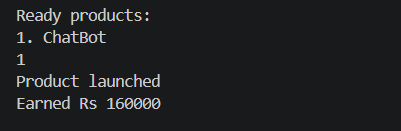 Ready products:
1. ChatBot
1
Product launched
Earned Rs 160000